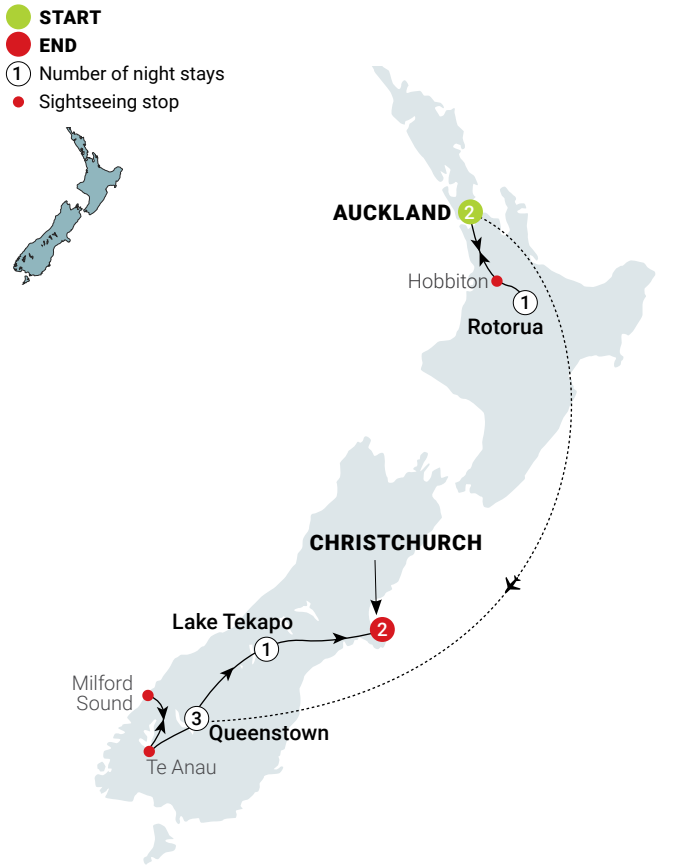 START
END
1 Number of night stays
Sightseeing stop
AUCKLAND 2
Hobbiton
1
Rotorua
CHRISTCHURCH
Lake Tekapo
2
1
Milford
Sound
3
Queenstown
Te Anau